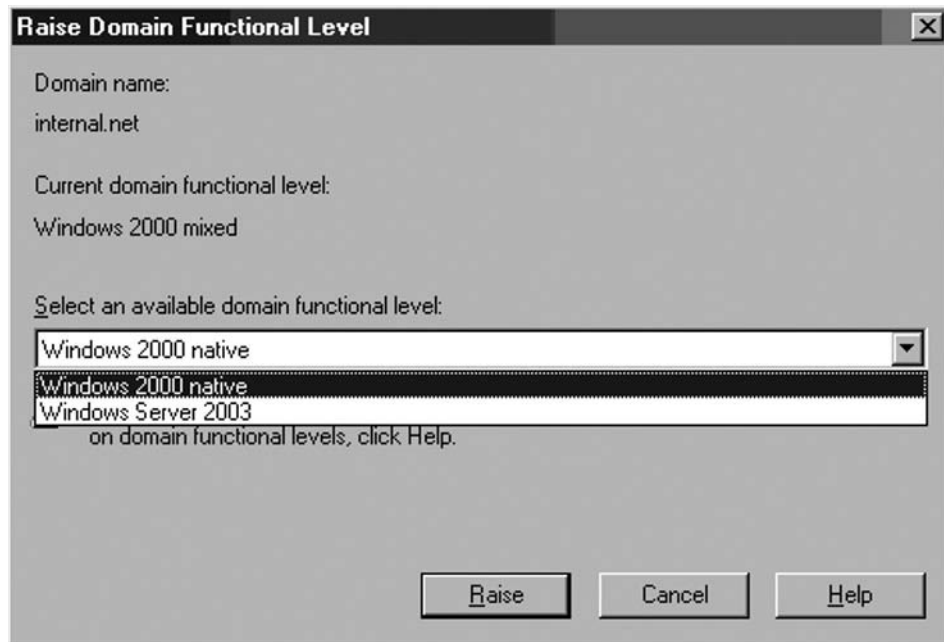 Raise Domain Functional Level
Domain name:
internal.net
Current domain functional level:
Windows 2000 mixed
Select an available domain functional level:
Windows 2000 native
Windows 2000 native
Windows Server 2003
on domain functional levels, click Help.
Raise
Cancel
Help